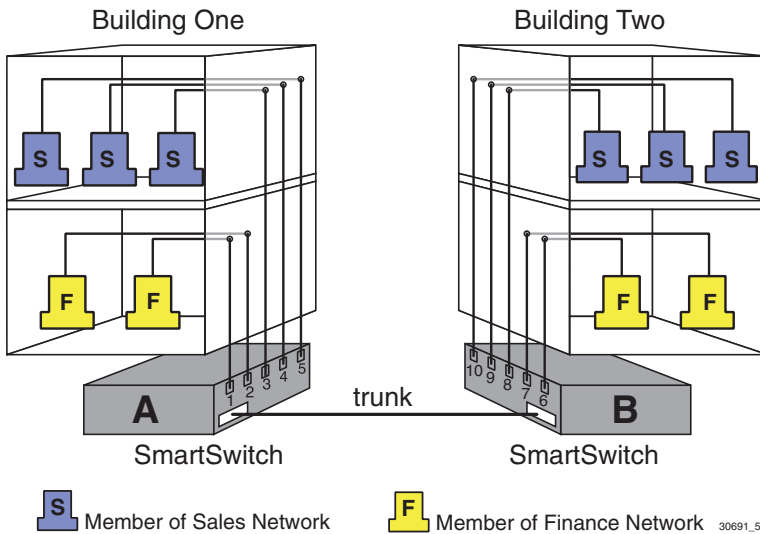 Building One
Building Two
S S S
S S S
F F
F F
1 2 3 4 5
10 9 8 7 6
A
trunk
B
SmartSwitch
SmartSwitch
S Member of Sales Network
F Member of Finance Network